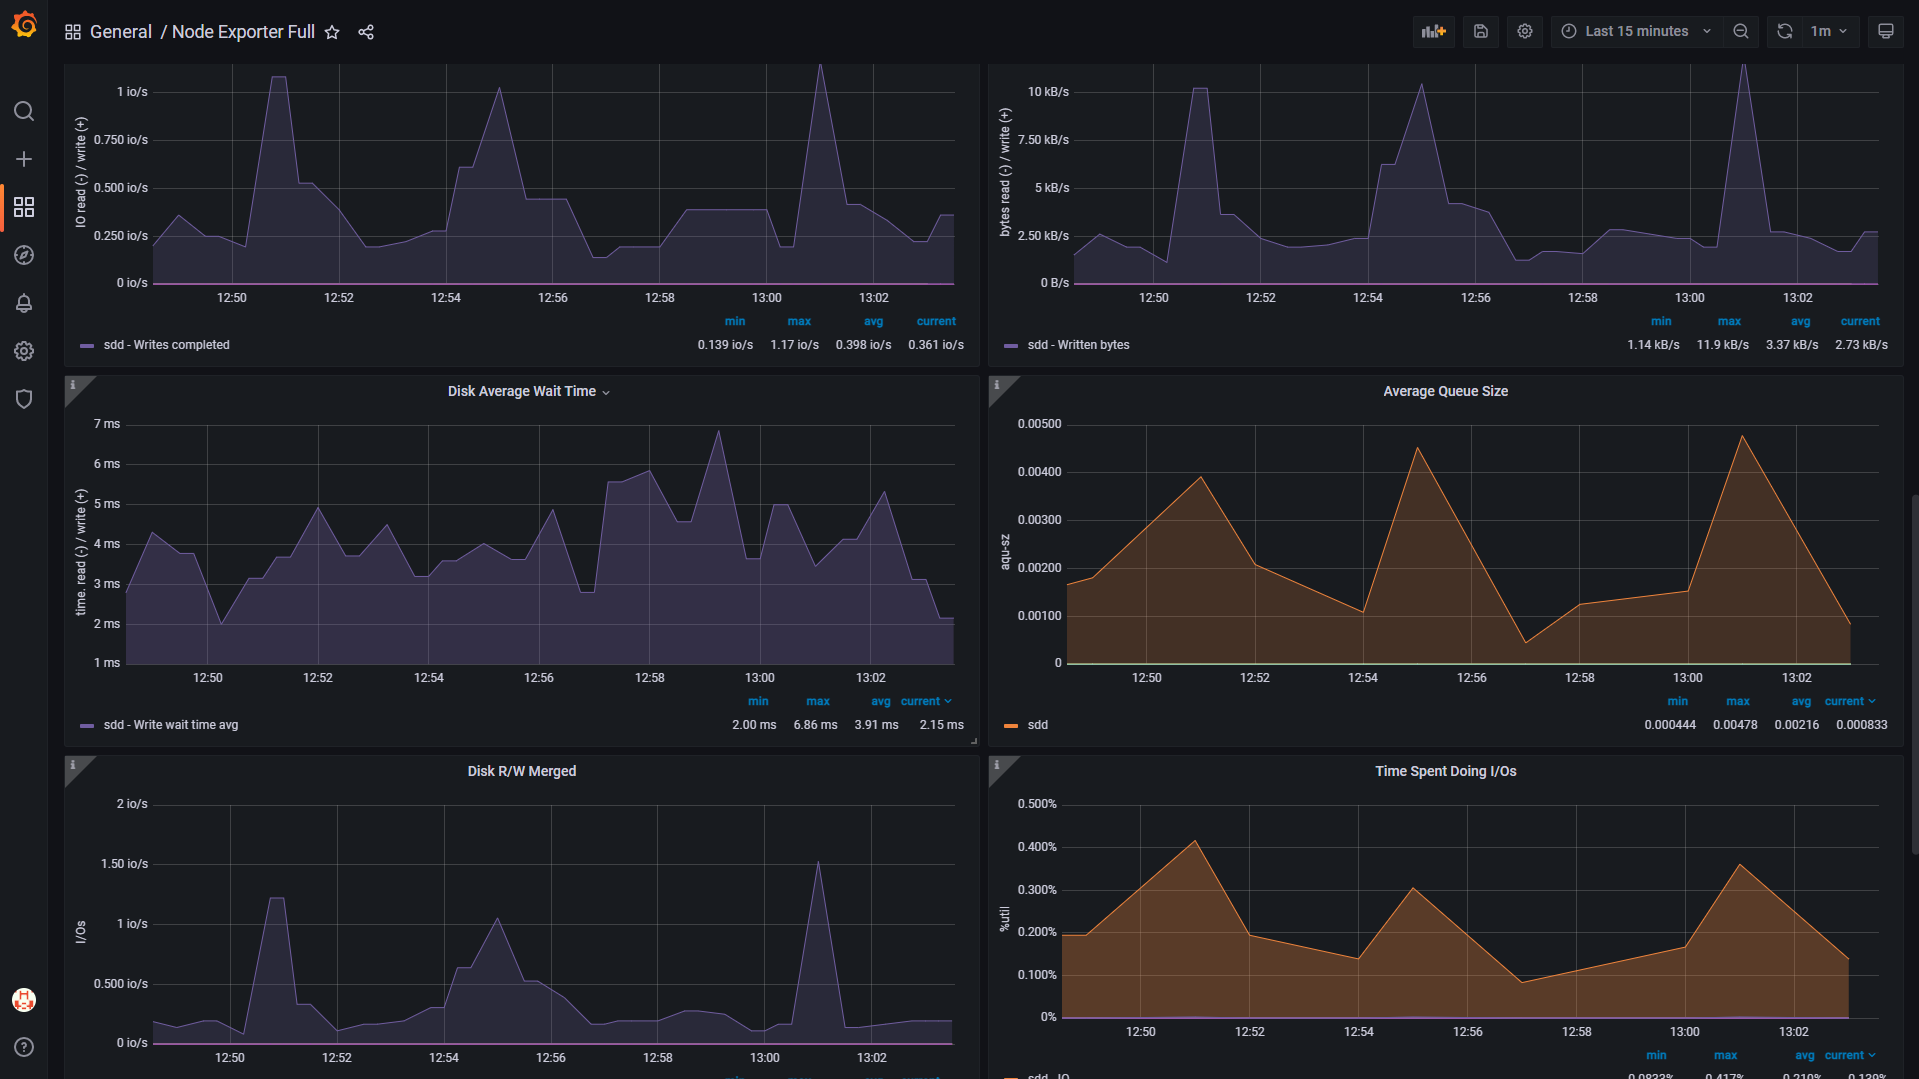 General / Node Exporter Full
Last 15 minutes
1m
IO read (-) / write (+)
1 io/s
0.750 io/s
0.500 io/s
0.250 io/s
0 io/s
12:50 12:52 12:54 12:56 12:58 13:00 13:02
min max avg current
sdd - Writes completed 0.139 io/s 1.17 io/s 0.398 io/s 0.361 io/s
bytes read (-) / write (+)
10 kB/s
7.50 kB/s
5 kB/s
2.50 kB/s
0 B/s
12:50 12:52 12:54 12:56 12:58 13:00 13:02
min max avg current
sdd - Written bytes 1.14 kB/s 11.9 kB/s 3.37 kB/s 2.73 kB/s
i
Disk Average Wait Time
time. read (-) / write (+)
7 ms
6 ms
5 ms
4 ms
3 ms
2 ms
1 ms
12:50 12:52 12:54 12:56 12:58 13:00 13:02
min max avg current
sdd - Write wait time avg 2.00 ms 6.86 ms 3.91 ms 2.15 ms
i
Average Queue Size
aqu-sz
0.00500
0.00400
0.00300
0.00200
0.00100
0
12:50 12:52 12:54 12:56 12:58 13:00 13:02
min max avg current
sdd 0.000444 0.00478 0.00216 0.000833
i
Disk R/W Merged
I/Os
2 io/s
1.50 io/s
1 io/s
0.500 io/s
0 io/s
12:50 12:52 12:54 12:56 12:58 13:00 13:02
i
Time Spent Doing I/Os
%util
0.500%
0.400%
0.300%
0.200%
0.100%
0%
12:50 12:52 12:54 12:56 12:58 13:00 13:02
min max avg current
sdd - IO 0.0833% 0.417% 0.210% 0.139%